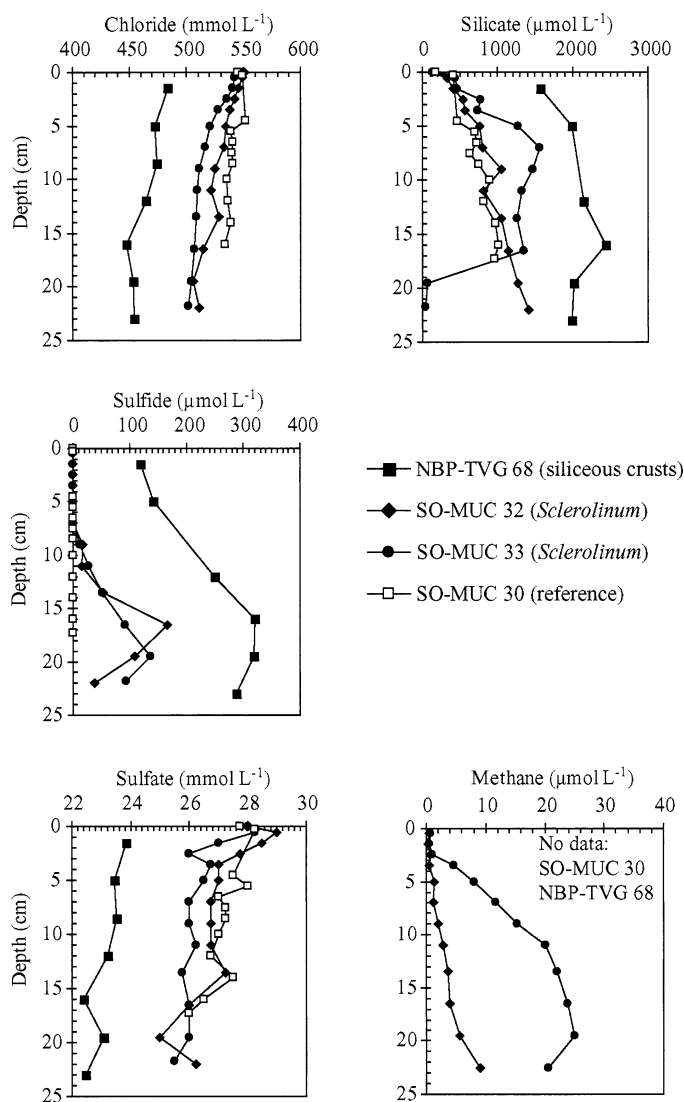 Chloride (mmol L⁻¹)
400 450 500 550 600
0
5
10
15
20
25
Depth (cm)
Silicate (µmol L⁻¹)
0 1000 2000 3000
0
5
10
15
20
25
Sulfide (µmol L⁻¹)
0 100 200 300 400
0
5
10
15
20
25
Depth (cm)
NBP-TVG 68 (siliceous crusts)
SO-MUC 32 (Sclerolinum)
SO-MUC 33 (Sclerolinum)
SO-MUC 30 (reference)
Sulfate (mmol L⁻¹)
22 24 26 28 30
0
5
10
15
20
25
Depth (cm)
Methane (µmol L⁻¹)
0 10 20 30 40
0
5
10
15
20
25
No data:
SO-MUC 30
NBP-TVG 68